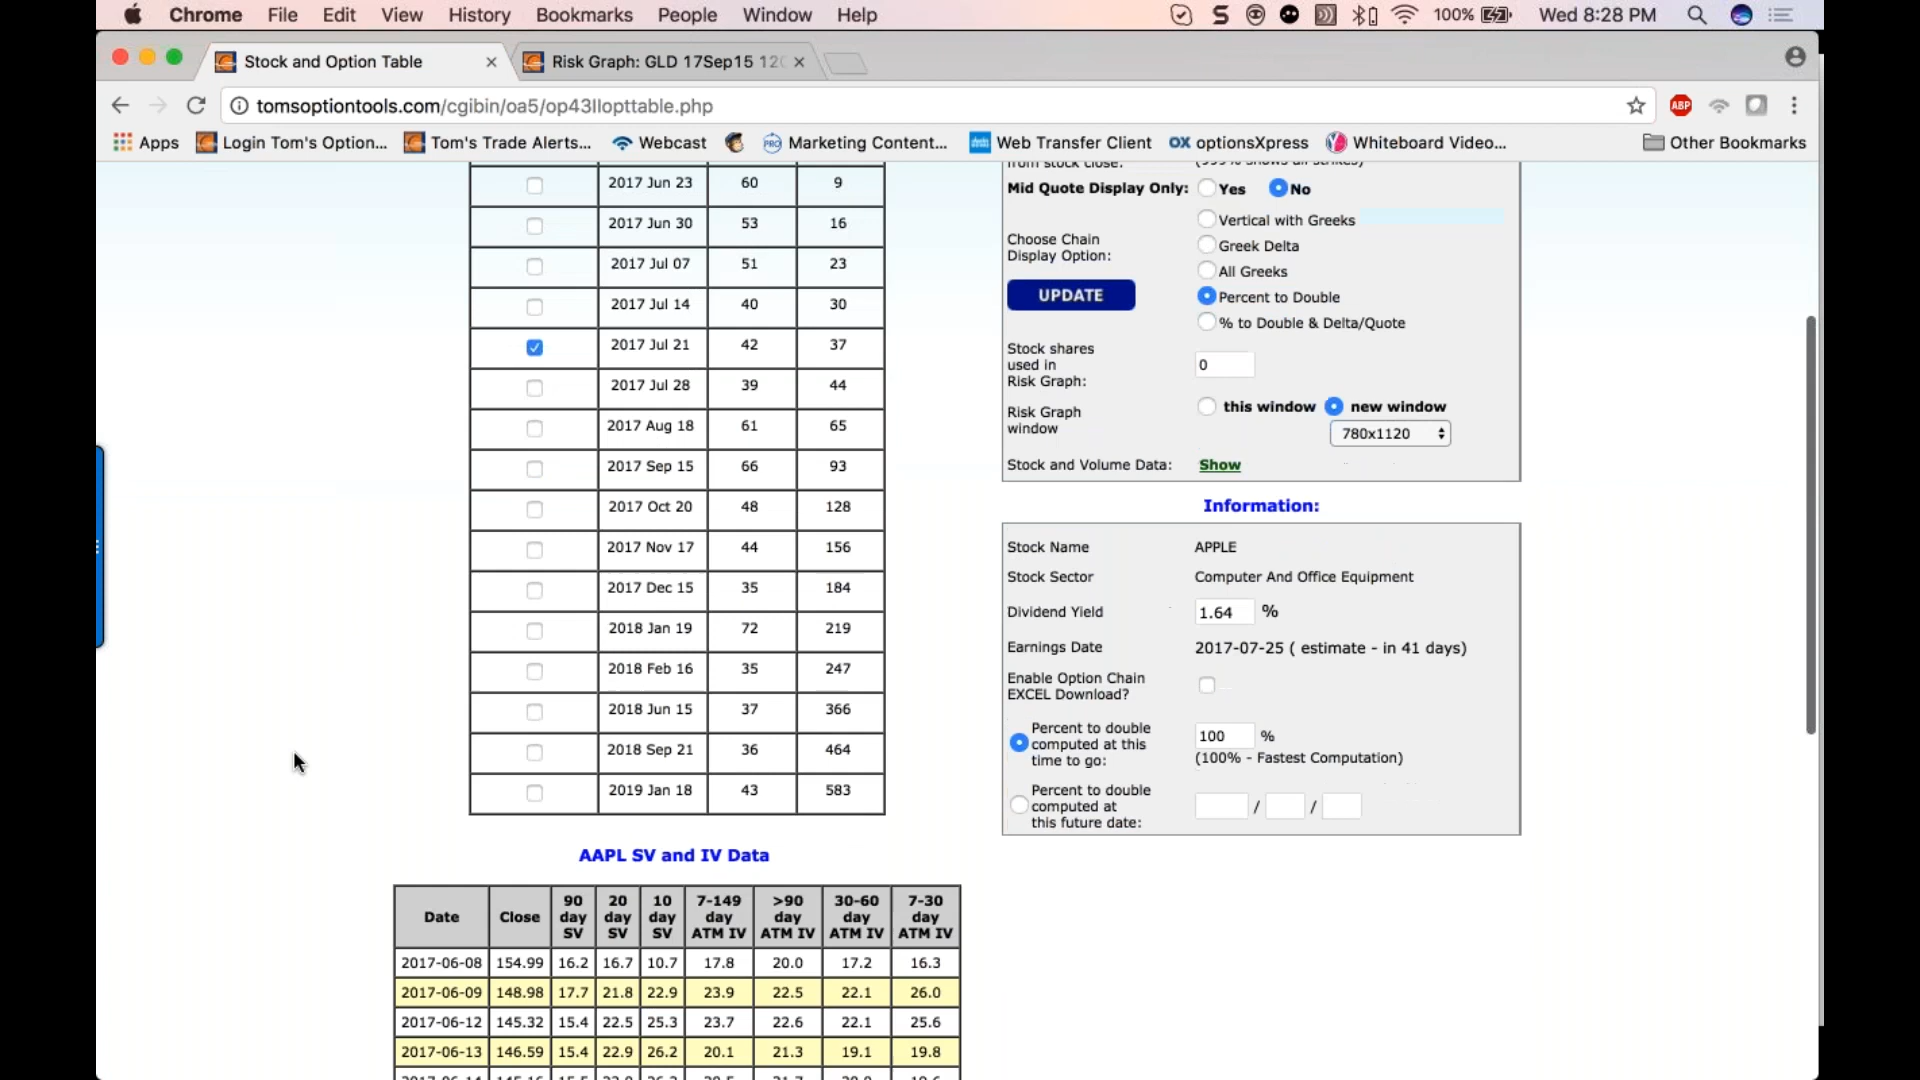 Chrome File Edit View History Bookmarks People Window Help 100% Wed 8:28 PM
Stock and Option Table Risk Graph: GLD 17Sep15 120
tomsoptiontools.com/cgibin/oa5/op43llopttable.php ABP
Apps Login Tom's Option... Tom's Trade Alerts... Webcast PRO Marketing Content... Web Transfer Client OX optionsXpress Whiteboard Video... Other Bookmarks
2017 Jun 23 60 9
2017 Jun 30 53 16
2017 Jul 07 51 23
2017 Jul 14 40 30
2017 Jul 21 42 37
2017 Jul 28 39 44
2017 Aug 18 61 65
2017 Sep 15 66 93
2017 Oct 20 48 128
2017 Nov 17 44 156
2017 Dec 15 35 184
2018 Jan 19 72 219
2018 Feb 16 35 247
2018 Jun 15 37 366
2018 Sep 21 36 464
2019 Jan 18 43 583
from stock close: (999% shows all strikes)
Mid Quote Display Only: Yes No
Choose Chain
Display Option:
Vertical with Greeks
Greek Delta
All Greeks
Percent to Double
% to Double & Delta/Quote
UPDATE
Stock shares
used in
Risk Graph:
0
Risk Graph
window
this window new window
780x1120
Stock and Volume Data: Show
Information:
Stock Name APPLE
Stock Sector Computer And Office Equipment
Dividend Yield 1.64 %
Earnings Date 2017-07-25 ( estimate - in 41 days)
Enable Option Chain
EXCEL Download?
Percent to double
computed at this
time to go:
100 %
(100% - Fastest Computation)
Percent to double
computed at
this future date:
/ /
AAPL SV and IV Data
Date Close 90 day SV 20 day SV 10 day SV 7-149 day ATM IV >90 day ATM IV 30-60 day ATM IV 7-30 day ATM IV
2017-06-08 154.99 16.2 16.7 10.7 17.8 20.0 17.2 16.3
2017-06-09 148.98 17.7 21.8 22.9 23.9 22.5 22.1 26.0
2017-06-12 145.32 15.4 22.5 25.3 23.7 22.6 22.1 25.6
2017-06-13 146.59 15.4 22.9 26.2 20.1 21.3 19.1 19.8